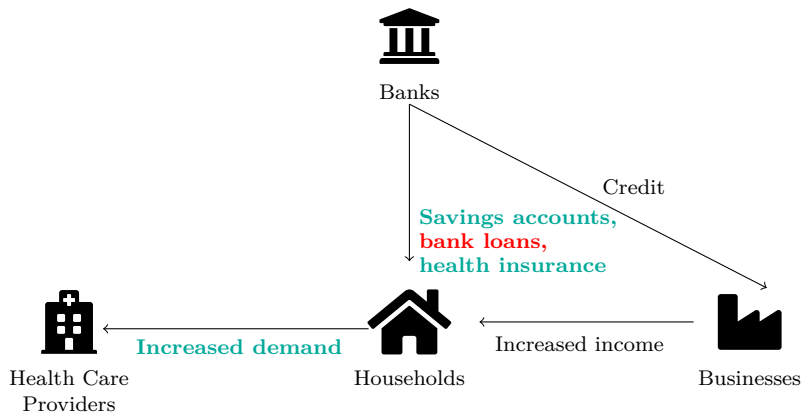 Banks
Credit
Savings accounts,
bank loans,
health insurance
Increased demand
Increased income
Health Care
Providers
Households
Businesses